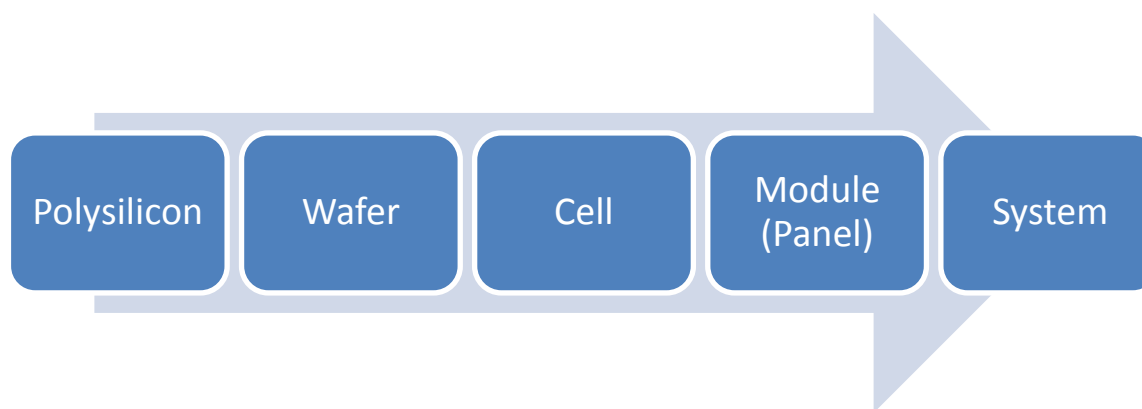 Polysilicon
Wafer
Cell
Module
(Panel)
System